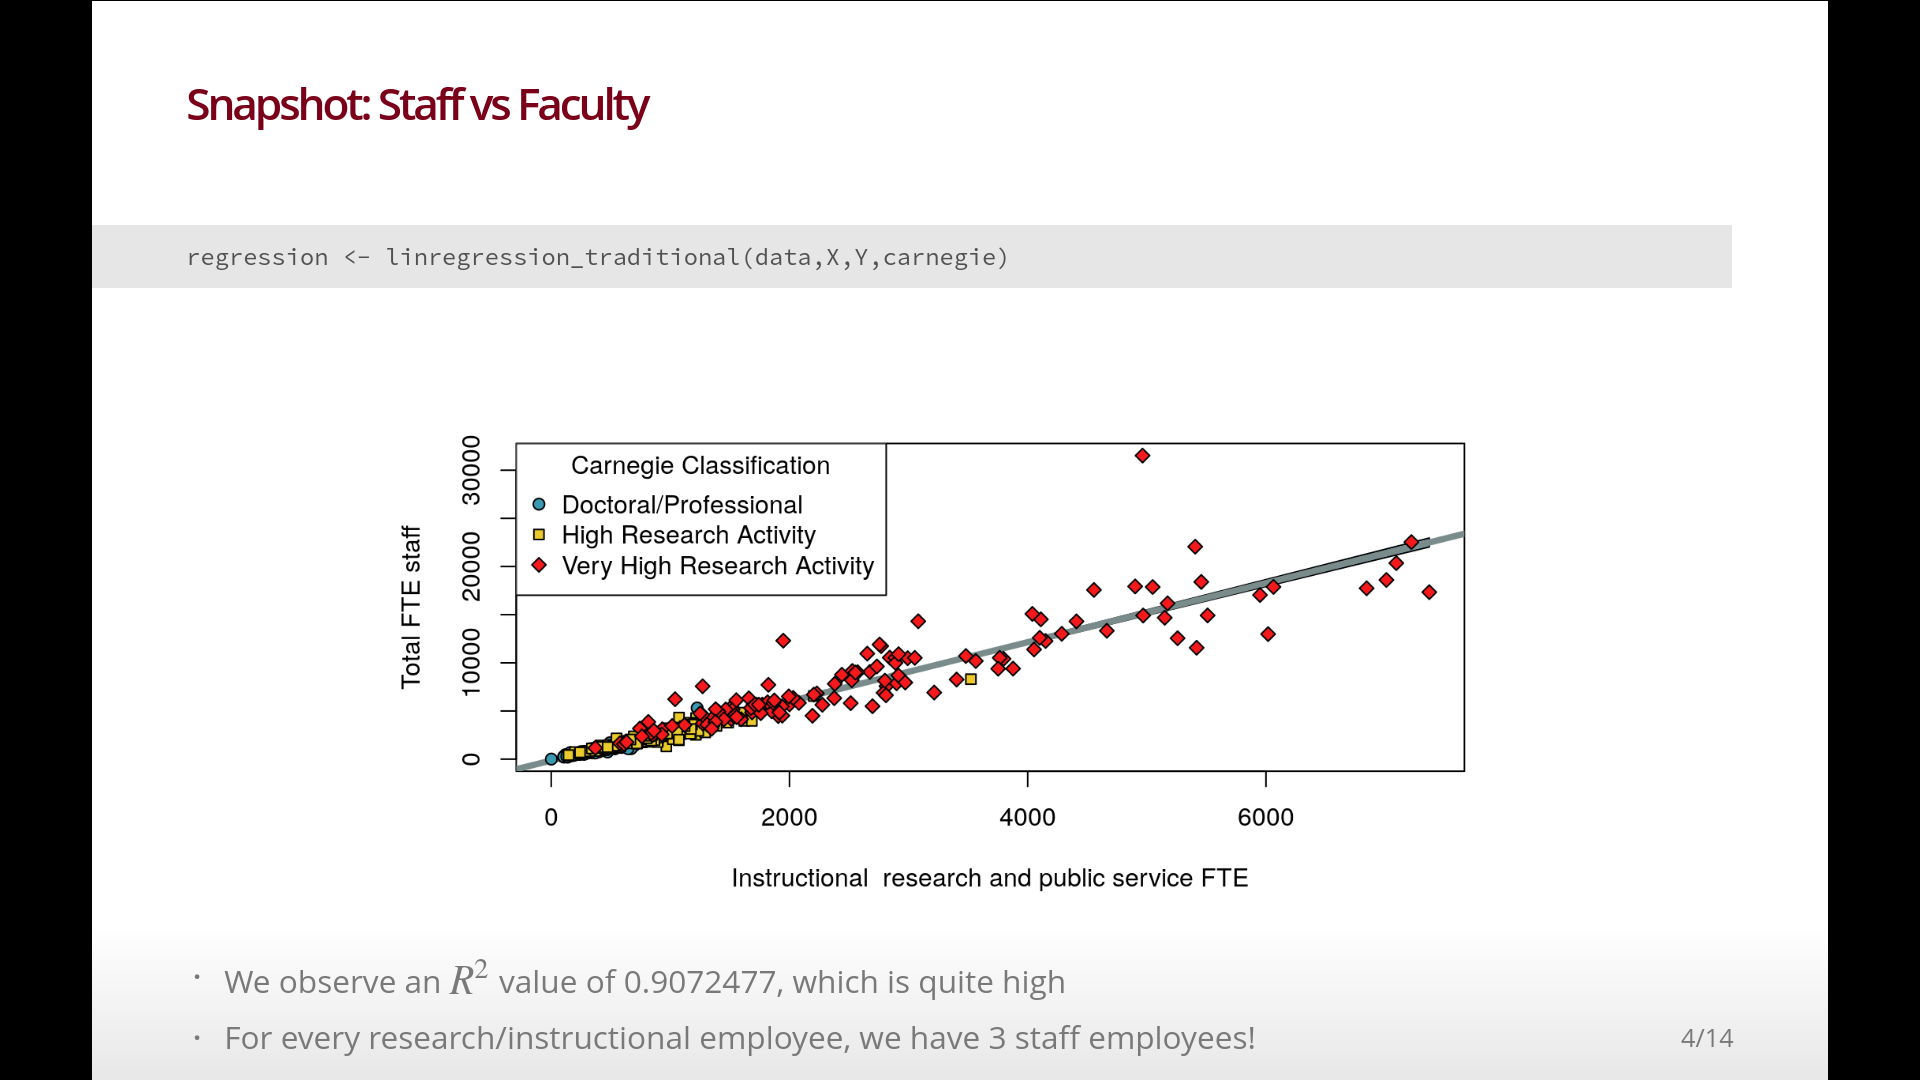 Snapshot: Staff vs Faculty
regression <- linregression_traditional(data,X,Y,carnegie)
Total FTE staff
30000
20000
10000
0
Carnegie Classification
Doctoral/Professional
High Research Activity
Very High Research Activity
0 2000 4000 6000
Instructional  research and public service FTE
• We observe an R² value of 0.9072477, which is quite high
• For every research/instructional employee, we have 3 staff employees!
4/14